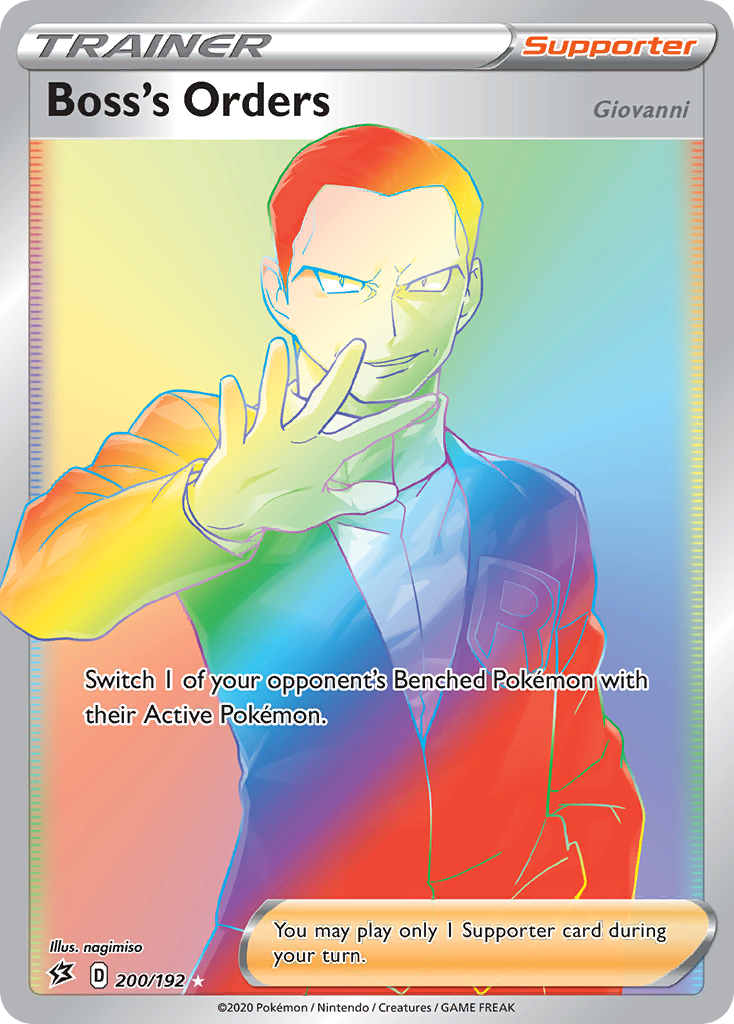 TRAINER Supporter
Boss's Orders Giovanni
R
Switch 1 of your opponent's Benched Pokémon with
their Active Pokémon.
You may play only 1 Supporter card during
your turn.
Illus. nagimiso
D 200/192
©2020 Pokémon / Nintendo / Creatures / GAME FREAK